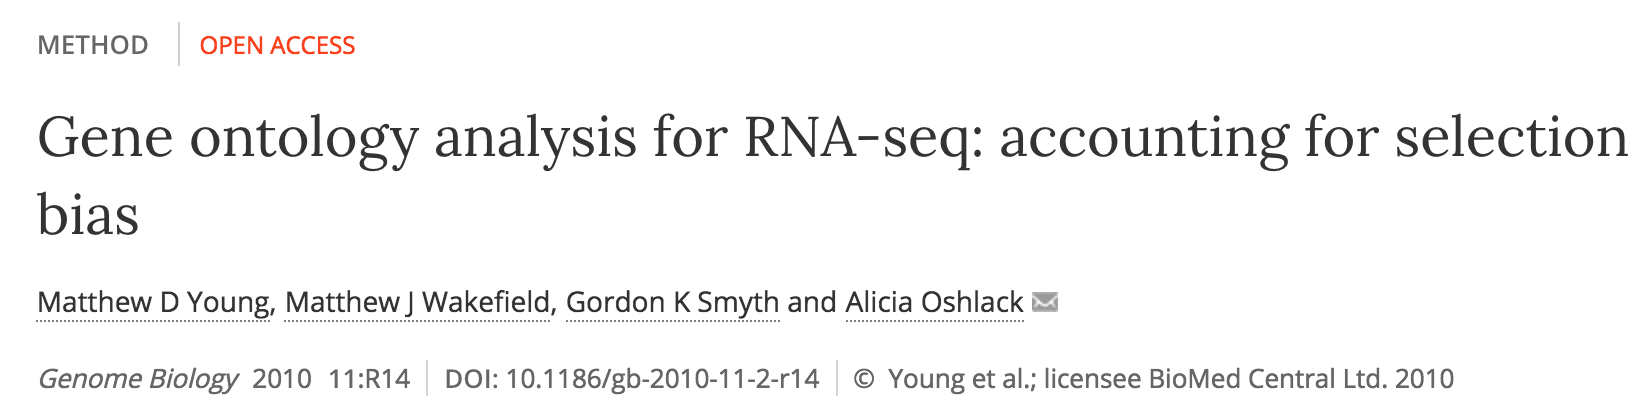 METHOD OPEN ACCESS
Gene ontology analysis for RNA-seq: accounting for selection
bias
Matthew D Young, Matthew J Wakefield, Gordon K Smyth and Alicia Oshlack
Genome Biology 2010 11:R14 DOI: 10.1186/gb-2010-11-2-r14 © Young et al.; licensee BioMed Central Ltd. 2010